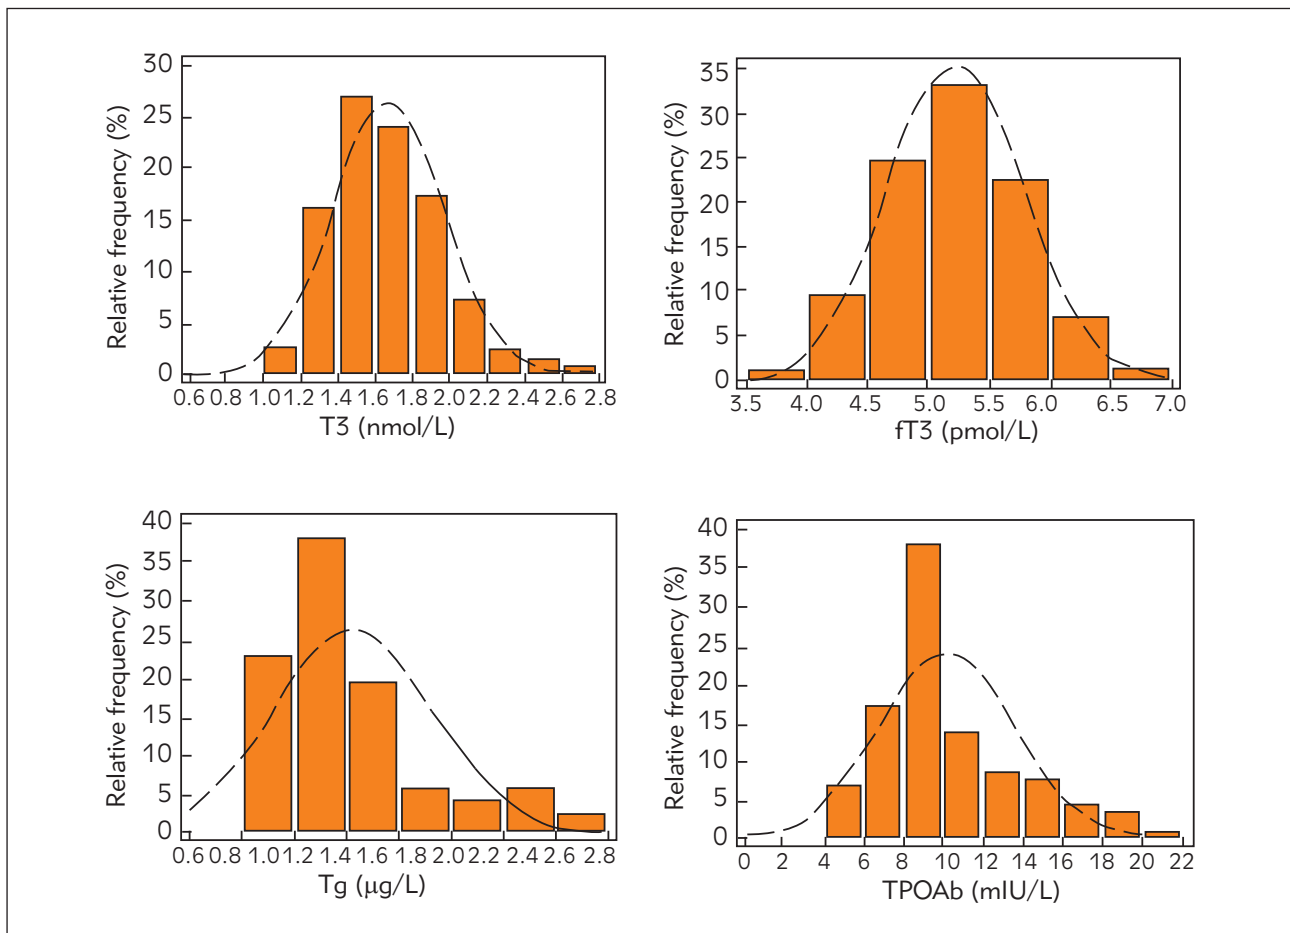 Relative frequency (%)
30
25
20
15
10
5
0
0.6 0.8 1.0 1.2 1.4 1.6 1.8 2.0 2.2 2.4 2.6 2.8
T3 (nmol/L)
Relative frequency (%)
35
30
25
20
15
10
5
0
3.5 4.0 4.5 5.0 5.5 6.0 6.5 7.0
fT3 (pmol/L)
Relative frequency (%)
40
35
30
25
20
15
10
5
0
0.6 0.8 1.0 1.2 1.4 1.6 1.8 2.0 2.2 2.4 2.6 2.8
Tg (μg/L)
Relative frequency (%)
40
35
30
25
20
15
10
5
0
0 2 4 6 8 10 12 14 16 18 20 22
TPOAb (mIU/L)